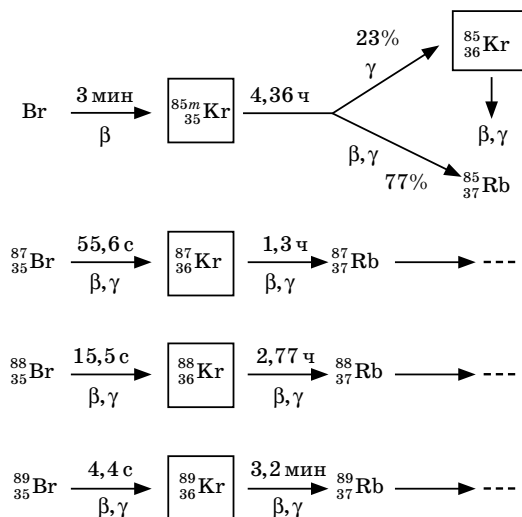 23% ⁸⁵₃₆Kr
γ
Br 3 мин ⁸⁵ᵐ₃₅Kr 4,36 ч
β β,γ
β,γ
77% ⁸⁵₃₇Rb
⁸⁷₃₅Br 55,6 с ⁸⁷₃₆Kr 1,3 ч ⁸⁷₃₇Rb
β,γ β,γ
⁸⁸₃₅Br 15,5 с ⁸⁸₃₆Kr 2,77 ч ⁸⁸₃₇Rb
β,γ β,γ
⁸⁹₃₅Br 4,4 с ⁸⁹₃₆Kr 3,2 мин ⁸⁹₃₇Rb
β,γ β,γ